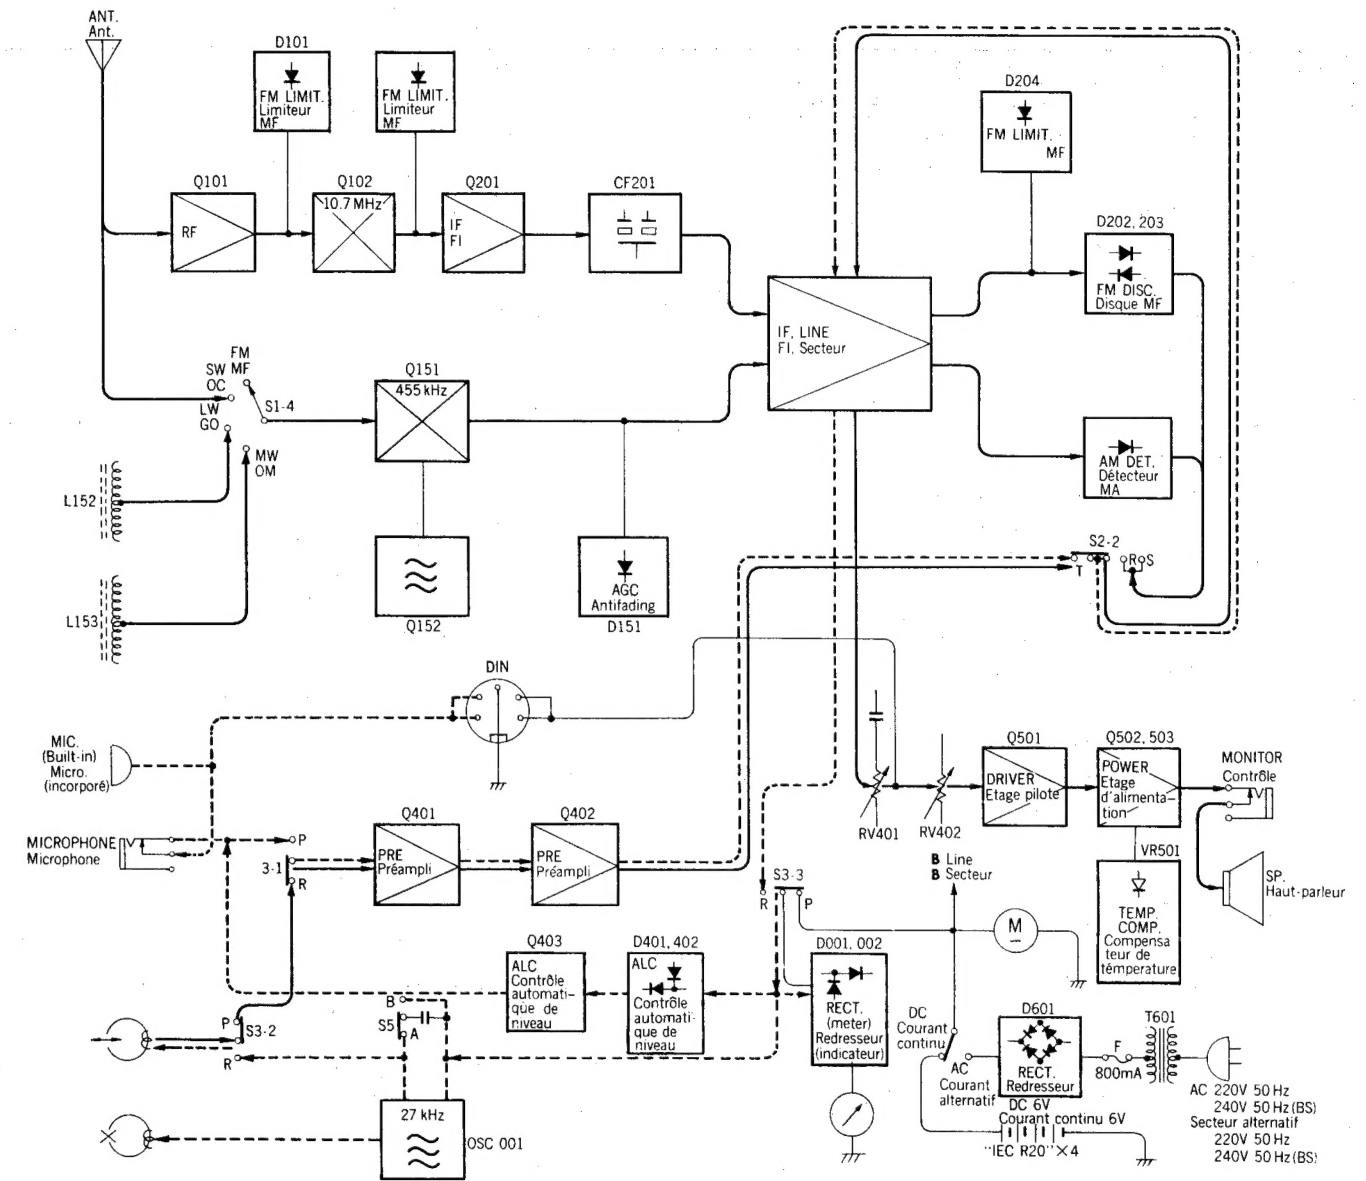 ANT.
Ant.
D101
FM LIMIT.
Limiteur
MF
FM LIMIT.
Limiteur
MF
D204
FM LIMIT.
MF
Q101
RF
Q102
10.7 MHz
Q201
IF
FI
CF201
D202, 203
FM DISC.
Disque MF
IF, LINE
FI, Secteur
FM
MF
SW
OC
LW
GO
S1-4
MW
OM
Q151
455 kHz
L152
L153
Q152
AGC
Antifading
D151
AM DET.
Détecteur
MA
S2-2
T
R
S
DIN
MIC.
(Built-in)
Micro.
(incorporé)
MICROPHONE
Microphone
P
3-1
R
Q401
PRE
Préampli
Q402
PRE
Préampli
RV401
RV402
Q501
DRIVER
Etage pilote
Q502, 503
POWER
Etage
d'alimenta-
tion
MONITOR
Contrôle
VR501
TEMP.
COMP.
Compensa
teur de
témperature
SP.
Haut-parleur
B Line
B Secteur
S3-3
R
P
M
Q403
ALC
Contrôle
automati-
que de
niveau
D401, 402
ALC
Contrôle
automati-
que de
niveau
D001, 002
RECT.
(meter)
Redresseur
(indicateur)
P
S3-2
R
B
S5
A
27 kHz
OSC 001
DC
Courant
continu
AC
Courant
alternatif
D601
RECT.
Redresseur
F
800mA
T601
DC 6V
Courant continu 6V
"IEC R20" × 4
AC 220V 50 Hz
240V 50 Hz (BS)
Secteur alternatif
220V 50 Hz
240V 50 Hz (BS)